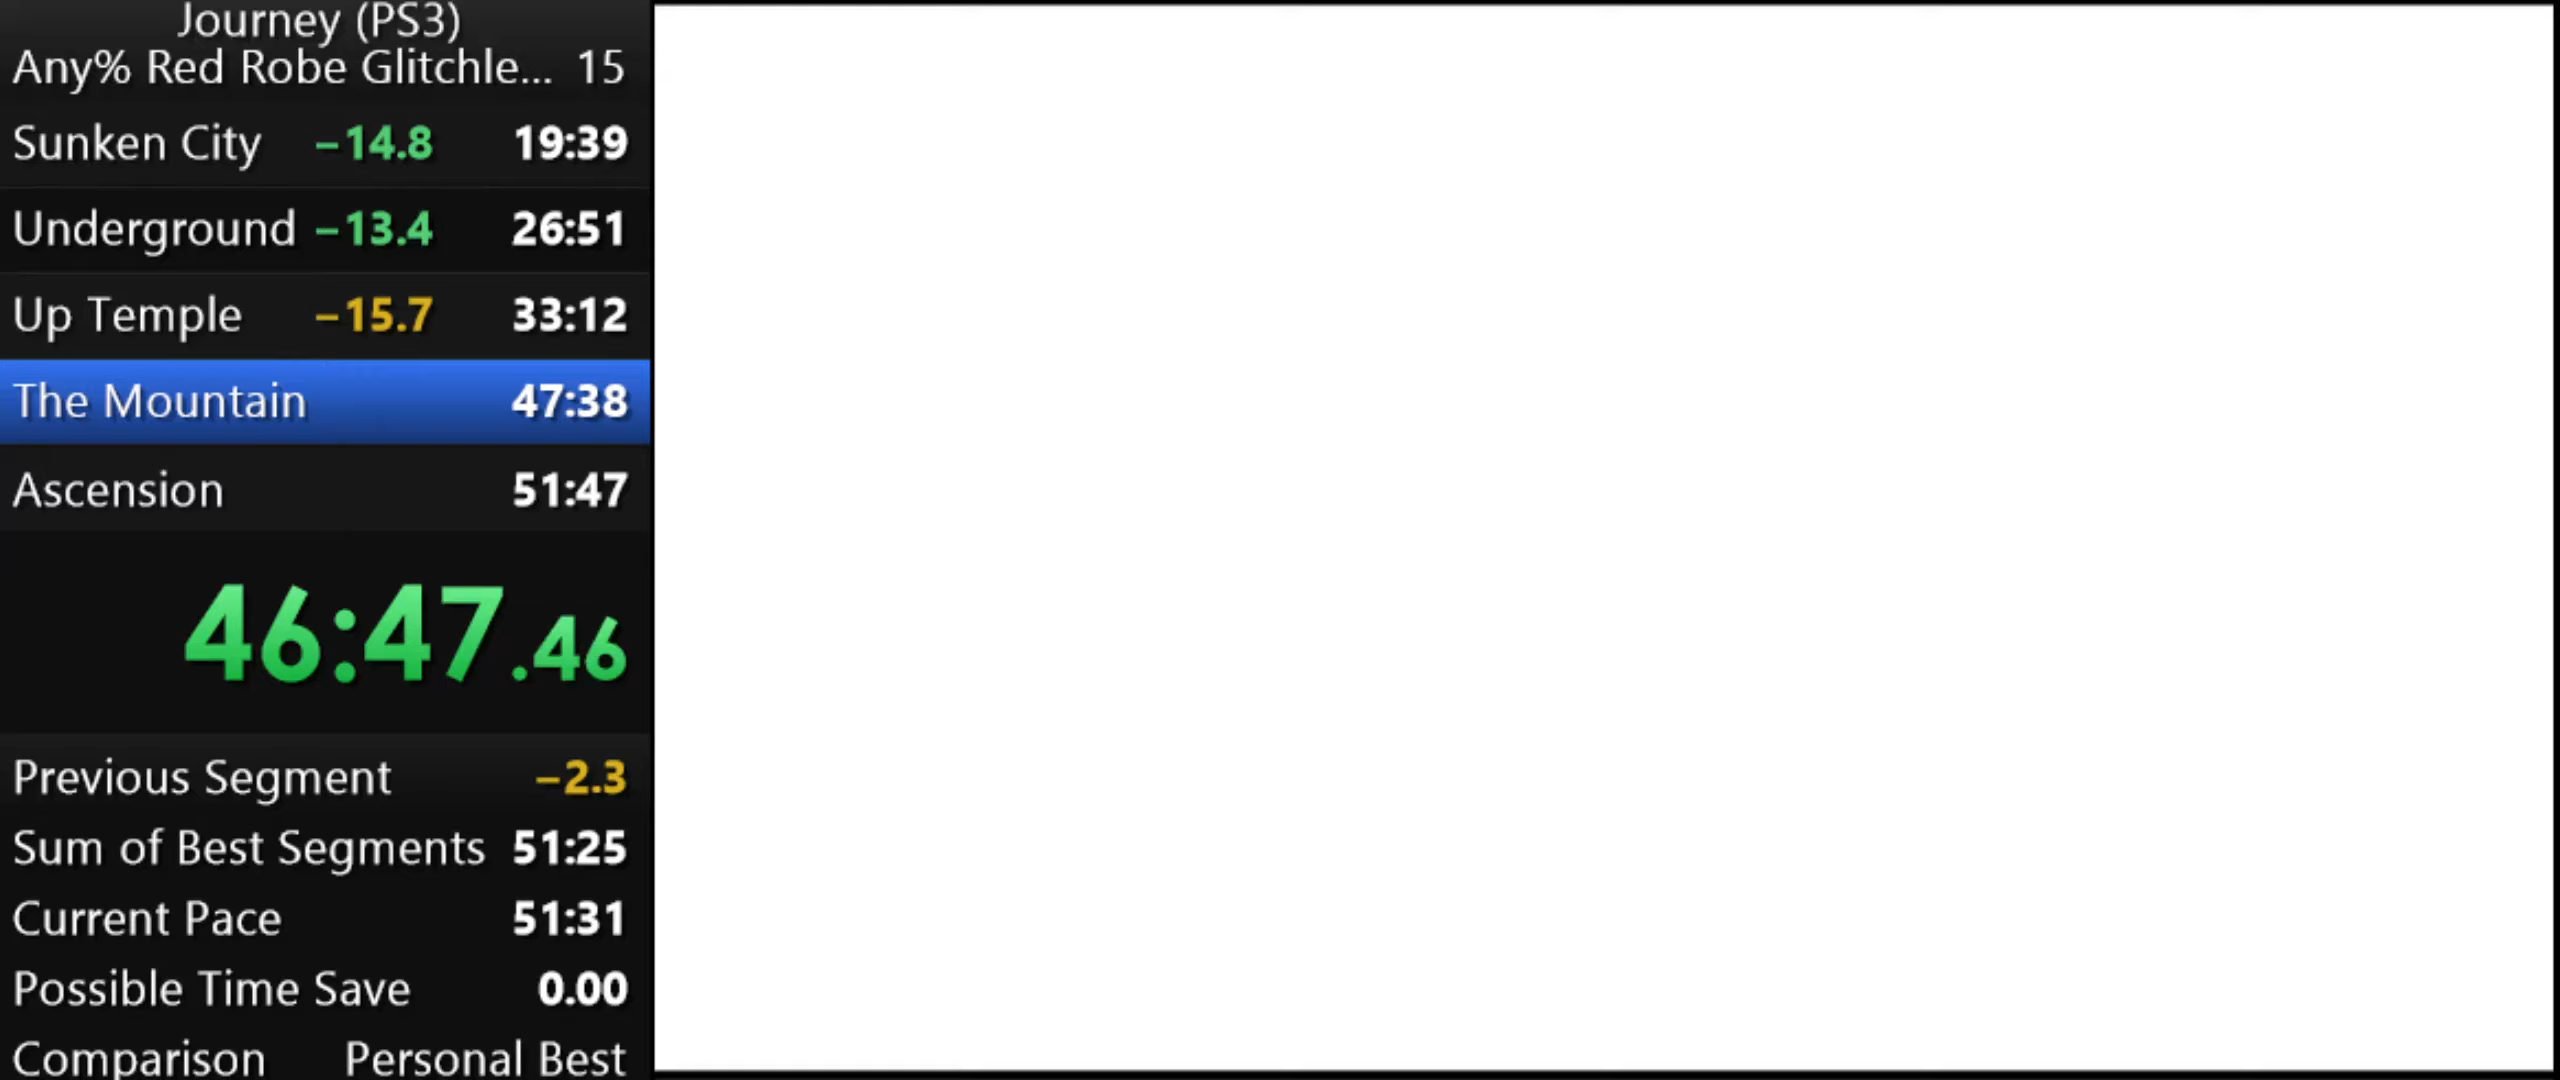 Journey (PS3)
Any% Red Robe Glitchle... 15
Sunken City −14.8 19:39
Underground −13.4 26:51
Up Temple −15.7 33:12
The Mountain 47:38
Ascension 51:47
46:47.46
Previous Segment −2.3
Sum of Best Segments 51:25
Current Pace 51:31
Possible Time Save 0.00
Comparison Personal Best